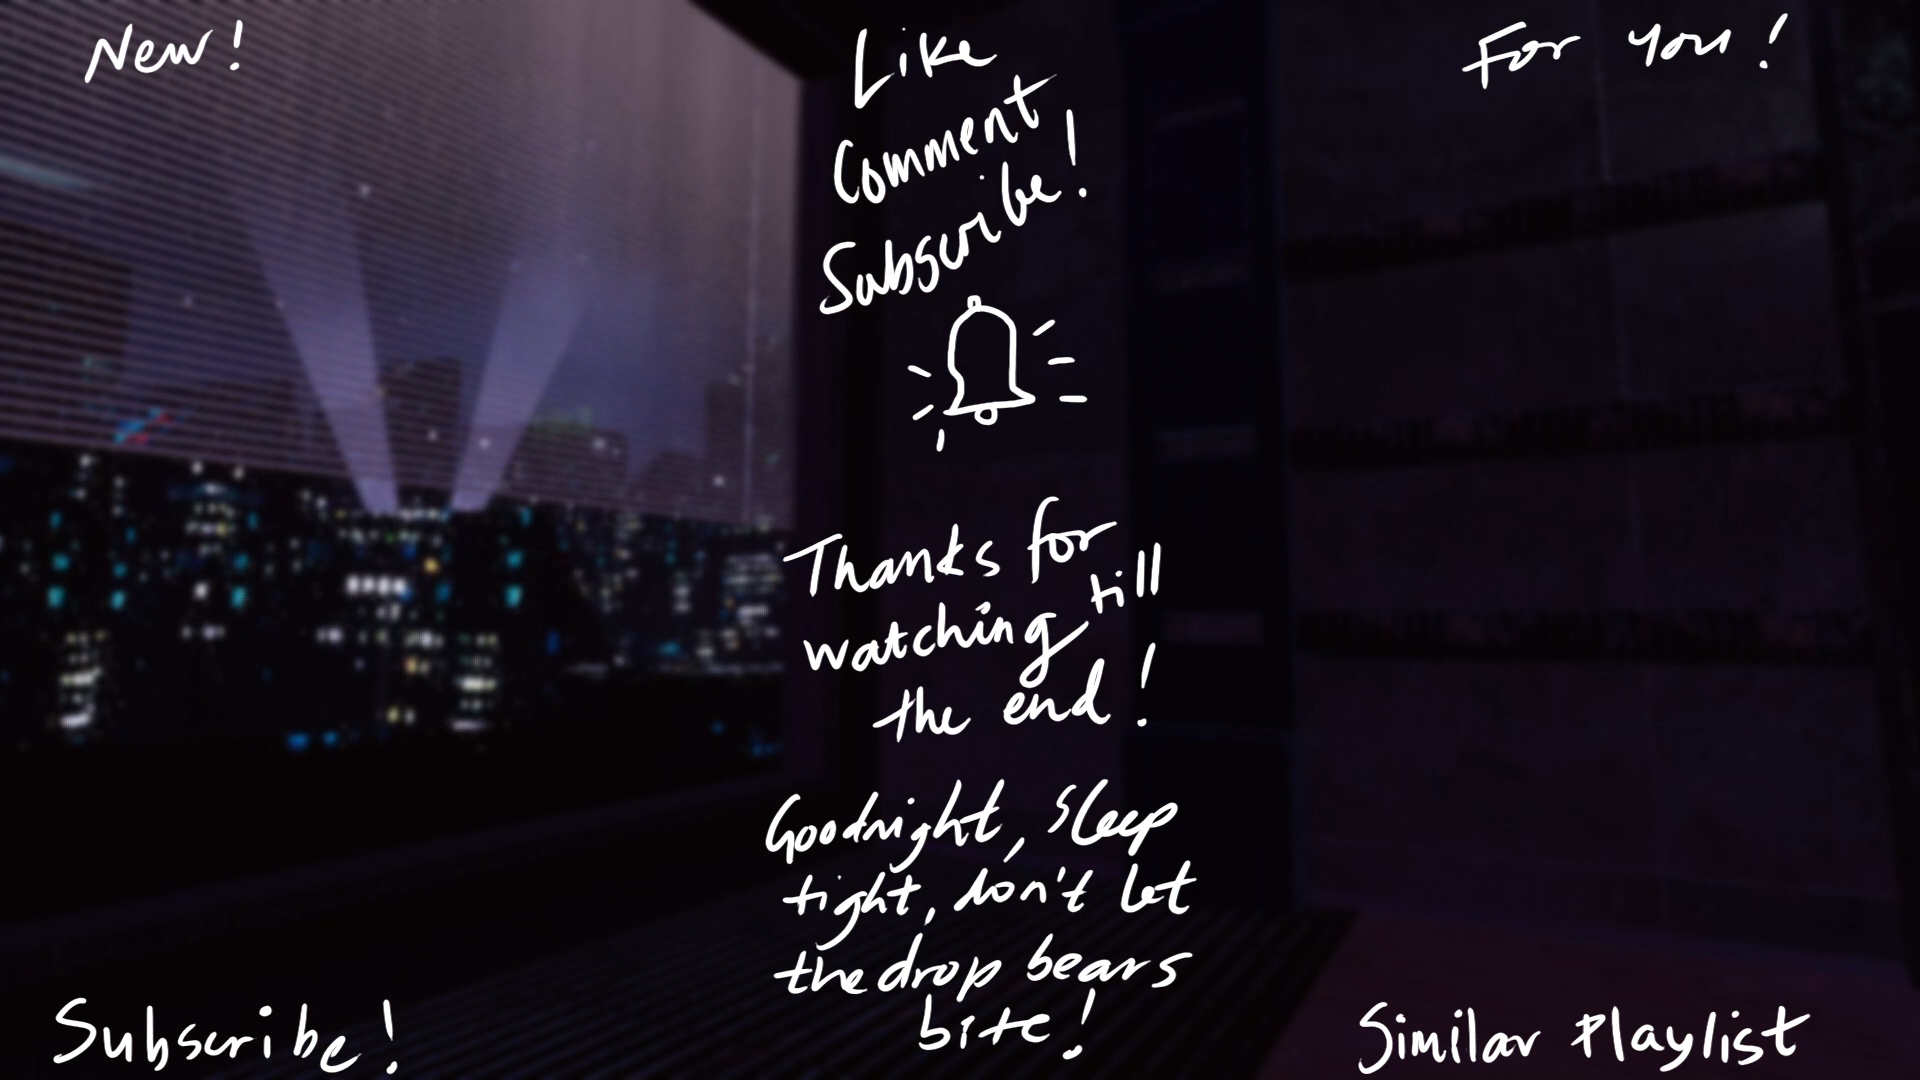 New!
For You!
Like
Comment
Subscribe!
Thanks for
watching till
the end!
Goodnight, sleep
tight, don't let
the drop bears
bite!
Subscribe!
Similar Playlist